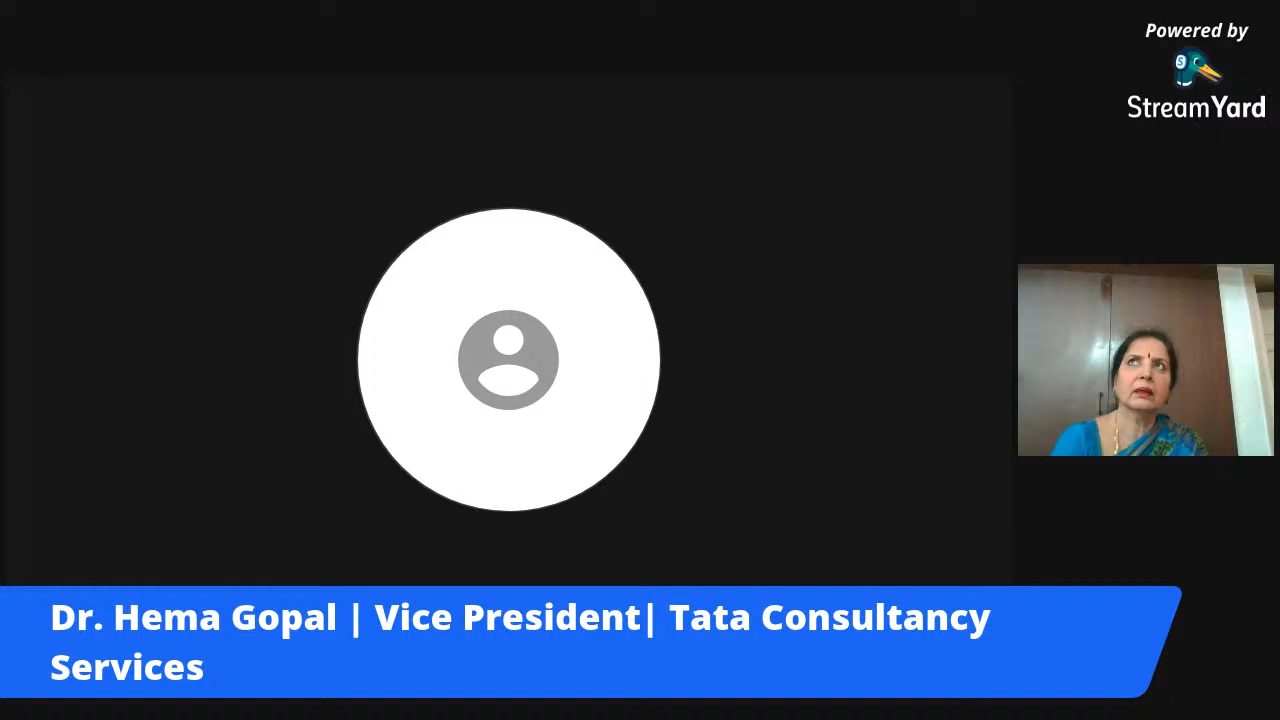 Powered by
StreamYard
Dr. Hema Gopal | Vice President| Tata Consultancy
Services